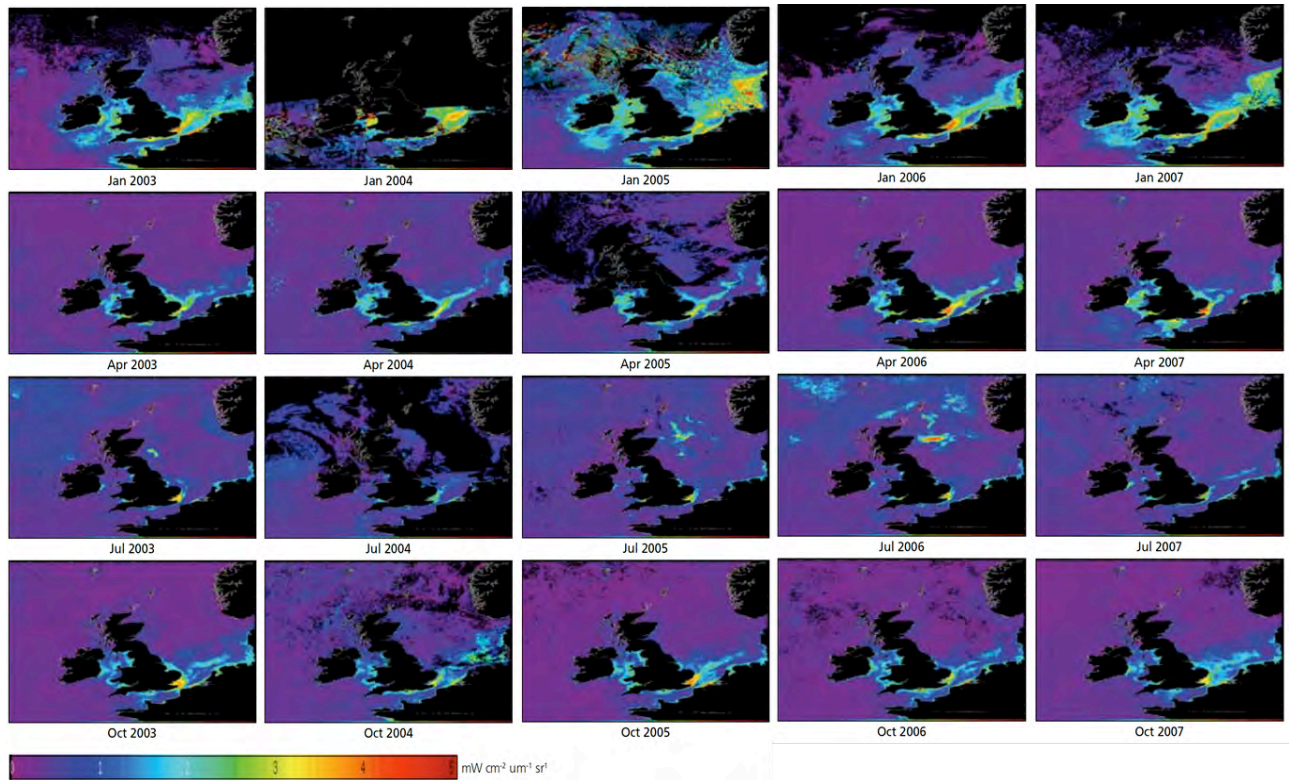 Jan 2003
Jan 2004
Jan 2005
Jan 2006
Jan 2007
Apr 2003
Apr 2004
Apr 2005
Apr 2006
Apr 2007
Jul 2003
Jul 2004
Jul 2005
Jul 2006
Jul 2007
Oct 2003
Oct 2004
Oct 2005
Oct 2006
Oct 2007
0 1 2 3 4 5 mW cm⁻² um⁻¹ sr¹